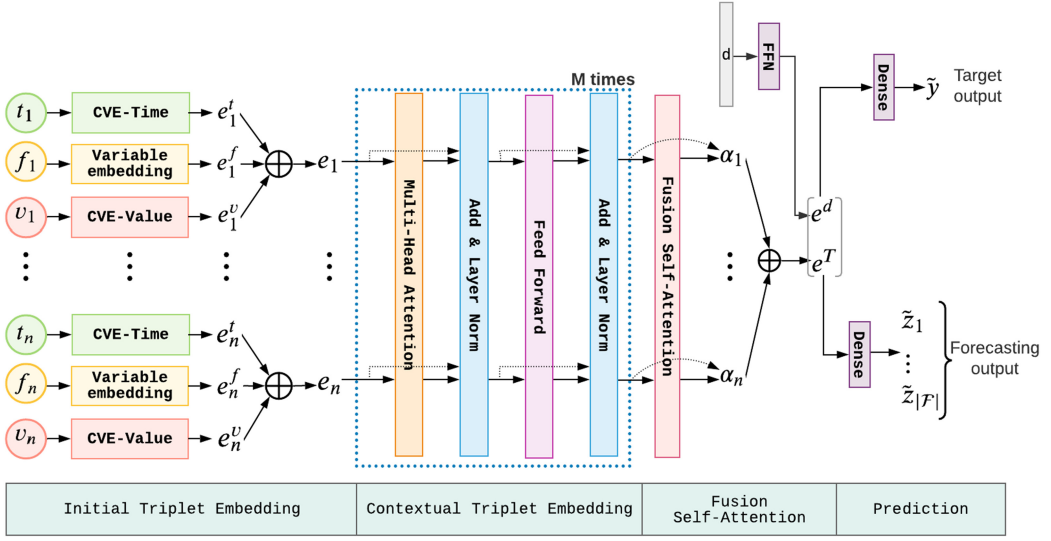 d
FFN
Dense
ỹ
Target
output
M times
t₁
CVE-Time
e₁ᵗ
f₁
Variable
embedding
e₁ᶠ
⊕
e₁
v₁
CVE-Value
e₁ᵛ
Multi-Head Attention
Add & Layer Norm
Feed Forward
Add & Layer Norm
Fusion Self-Attention
α₁
eᵈ
eᵀ
⊕
tₙ
CVE-Time
eₙᵗ
fₙ
Variable
embedding
eₙᶠ
⊕
eₙ
vₙ
CVE-Value
eₙᵛ
αₙ
Dense
z̃₁
z̃|𝓕|
Forecasting
output
Initial Triplet Embedding
Contextual Triplet Embedding
Fusion
Self-Attention
Prediction